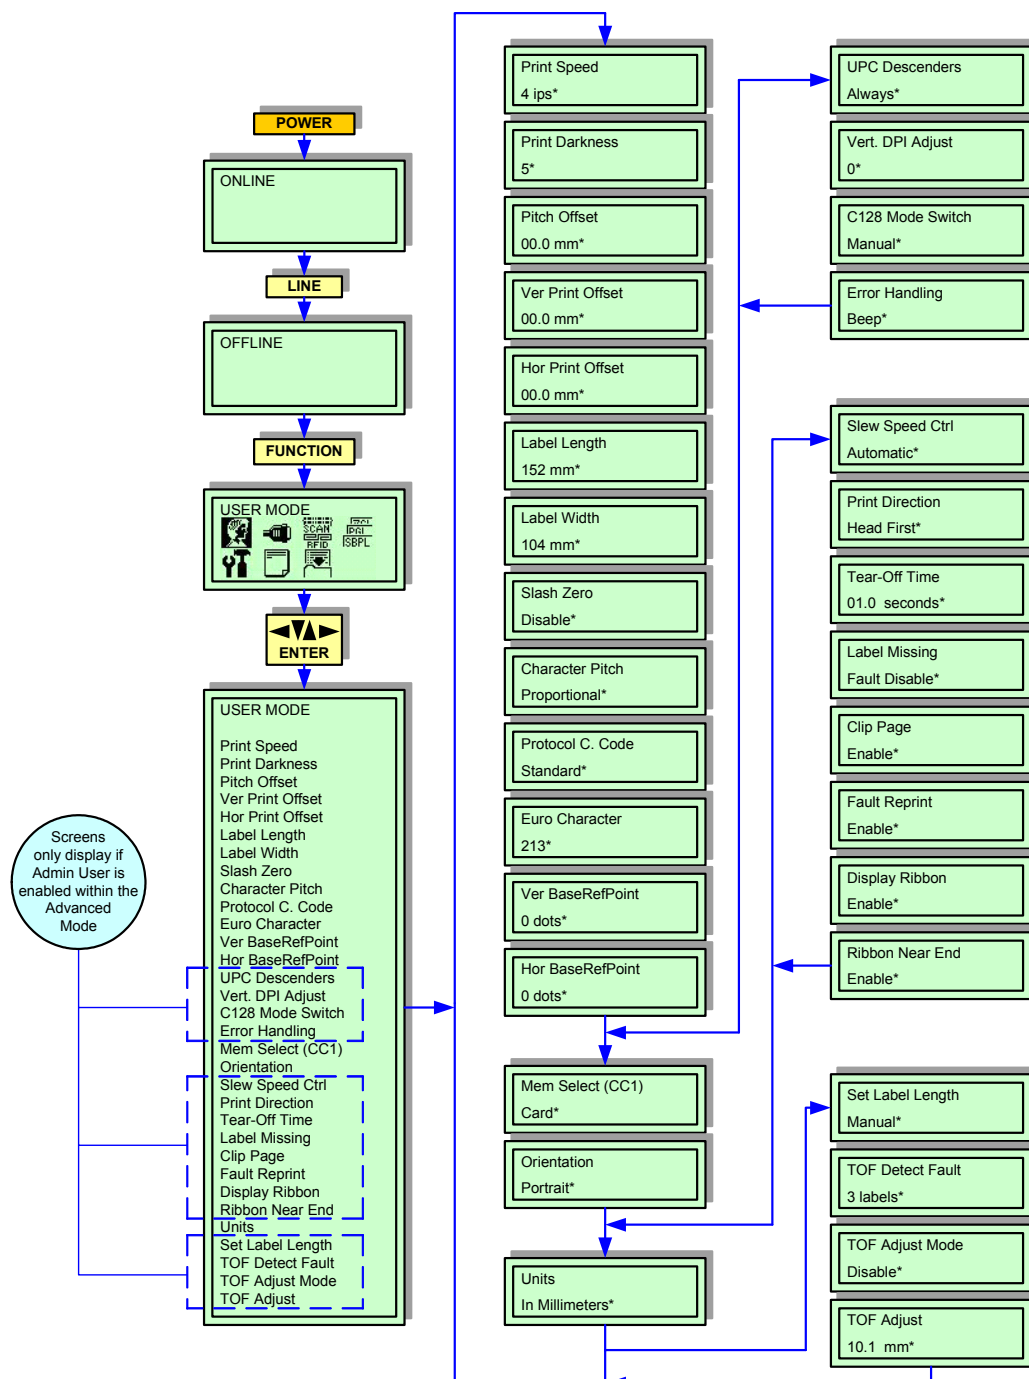 POWER
ONLINE
LINE
OFFLINE
FUNCTION
USER MODE
SCAN
RFID
PGL
SBPL
ENTER
USER MODE
Print Speed
Print Darkness
Pitch Offset
Ver Print Offset
Hor Print Offset
Label Length
Label Width
Slash Zero
Character Pitch
Protocol C. Code
Euro Character
Ver BaseRefPoint
Hor BaseRefPoint
UPC Descenders
Vert. DPI Adjust
C128 Mode Switch
Error Handling
Mem Select (CC1)
Orientation
Slew Speed Ctrl
Print Direction
Tear-Off Time
Label Missing
Clip Page
Fault Reprint
Display Ribbon
Ribbon Near End
Units
Set Label Length
TOF Detect Fault
TOF Adjust Mode
TOF Adjust
Screens
only display if
Admin User is
enabled within the
Advanced
Mode
Print Speed
4 ips*
Print Darkness
5*
Pitch Offset
00.0 mm*
Ver Print Offset
00.0 mm*
Hor Print Offset
00.0 mm*
Label Length
152 mm*
Label Width
104 mm*
Slash Zero
Disable*
Character Pitch
Proportional*
Protocol C. Code
Standard*
Euro Character
213*
Ver BaseRefPoint
0 dots*
Hor BaseRefPoint
0 dots*
Mem Select (CC1)
Card*
Orientation
Portrait*
Units
In Millimeters*
UPC Descenders
Always*
Vert. DPI Adjust
0*
C128 Mode Switch
Manual*
Error Handling
Beep*
Slew Speed Ctrl
Automatic*
Print Direction
Head First*
Tear-Off Time
01.0 seconds*
Label Missing
Fault Disable*
Clip Page
Enable*
Fault Reprint
Enable*
Display Ribbon
Enable*
Ribbon Near End
Enable*
Set Label Length
Manual*
TOF Detect Fault
3 labels*
TOF Adjust Mode
Disable*
TOF Adjust
10.1 mm*